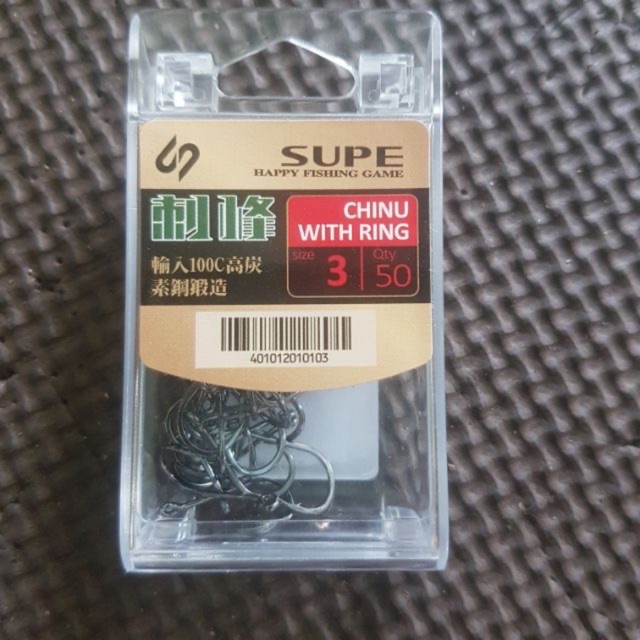 SUPE
HAPPY FISHING GAME
刺峰
CHINU
WITH RING
size
3
Qty
50
輸入100C高炭
素鋼鍛造
401012010103